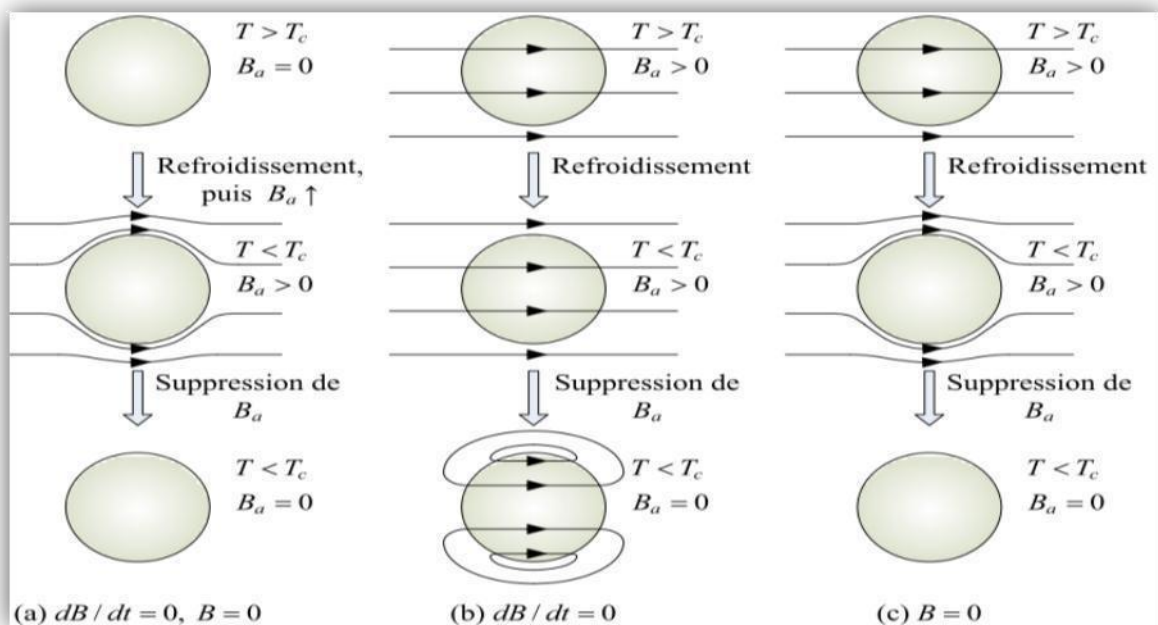 T > T_c
B_a = 0
Refroidissement,
puis B_a ↑
T < T_c
B_a > 0
Suppression de
B_a
T < T_c
B_a = 0
(a) dB / dt = 0, B = 0
T > T_c
B_a > 0
Refroidissement
T < T_c
B_a > 0
Suppression de
B_a
T < T_c
B_a = 0
(b) dB / dt = 0
T > T_c
B_a > 0
Refroidissement
T < T_c
B_a > 0
Suppression de
B_a
T < T_c
B_a = 0
(c) B = 0